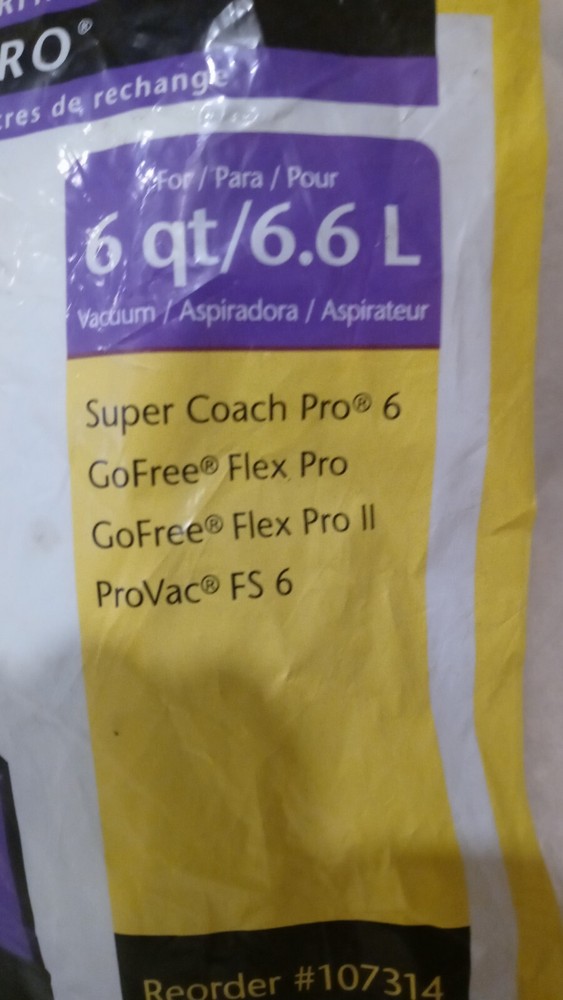 RO®
tres de rechange
For / Para / Pour
6 qt/6.6 L
Vacuum / Aspiradora / Aspirateur
Super Coach Pro® 6
GoFree® Flex Pro
GoFree® Flex Pro II
ProVac® FS 6
Reorder #107314